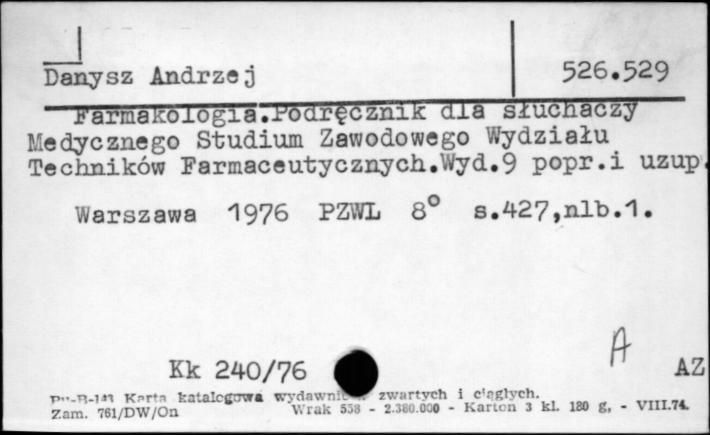 Danysz Andrzej 526.529
Farmakologia.Podręcznik dla słuchaczy
Medycznego Studium Zawodowego Wydziału
Techników Farmaceutycznych.Wyd.9 popr.i uzup.
Warszawa 1976 PZWL 8° s.427,nlb.1.
A
Kk 240/76 AZ
Pu-B-143 Karta katalogowa zwartych i ciągłych.
Zam. 761/DW/On Wrak 538 - 2.380.000 - Karton 3 kl. 180 g, - VIII.74.